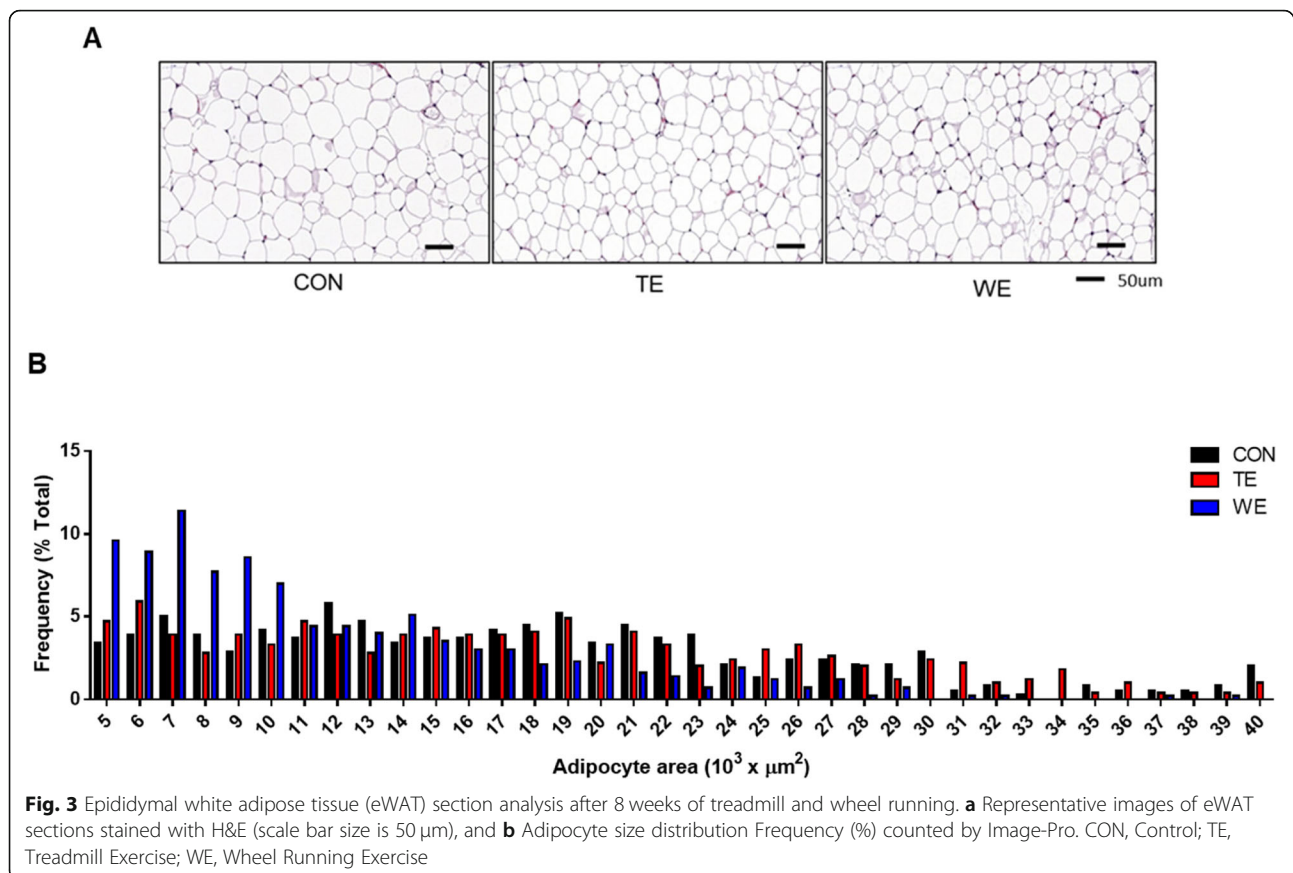 A
CON
TE
WE
50um
B
15
10
5
0
Frequency (% Total)
CON
TE
WE
5 6 7 8 9 10 11 12 13 14 15 16 17 18 19 20 21 22 23 24 25 26 27 28 29 30 31 32 33 34 35 36 37 38 39 40
Adipocyte area (10³ x μm²)
Fig. 3 Epididymal white adipose tissue (eWAT) section analysis after 8 weeks of treadmill and wheel running. a Representative images of eWAT
sections stained with H&E (scale bar size is 50 μm), and b Adipocyte size distribution Frequency (%) counted by Image-Pro. CON, Control; TE,
Treadmill Exercise; WE, Wheel Running Exercise